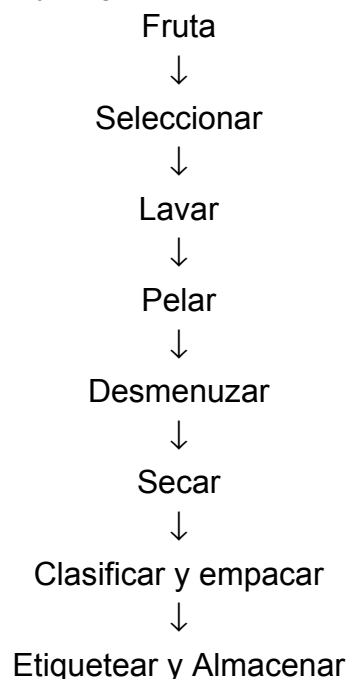 Fruta
↓
Seleccionar
↓
Lavar
↓
Pelar
↓
Desmenuzar
↓
Secar
↓
Clasificar y empacar
↓
Etiquetear y Almacenar